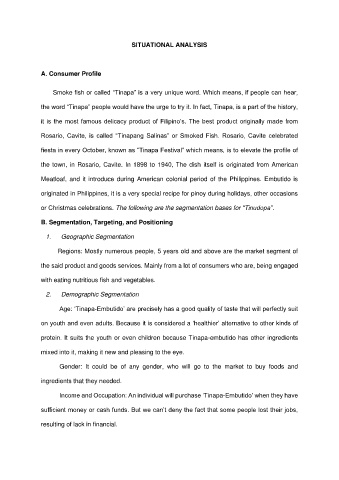 SITUATIONAL ANALYSIS
A. Consumer Profile
Smoke fish or called "Tinapa" is a very unique word. Which means, if people can hear,
the word "Tinapa" people would have the urge to try it. In fact, Tinapa, is a part of the history,
it is the most famous delicacy product of Filipino's. The best product originally made from
Rosario, Cavite, is called "Tinapang Salinas" or Smoked Fish. Rosario, Cavite celebrated
fiesta in every October, known as "Tinapa Festival" which means, is to elevate the profile of
the town, in Rosario, Cavite. In 1898 to 1940, The dish itself is originated from American
Meatloaf, and it introduce during American colonial period of the Philippines. Embutido is
originated in Philippines, it is a very special recipe for pinoy during holidays, other occasions
or Christmas celebrations. The following are the segmentation bases for "Tinudopa".
B. Segmentation, Targeting, and Positioning
1. Geographic Segmentation
Regions: Mostly numerous people, 5 years old and above are the market segment of
the said product and goods services. Mainly from a lot of consumers who are, being engaged
with eating nutritious fish and vegetables.
2. Demographic Segmentation
Age: 'Tinapa-Embutido' are precisely has a good quality of taste that will perfectly suit
on youth and even adults. Because it is considered a 'healthier' alternative to other kinds of
protein. It suits the youth or even children because Tinapa-embutido has other ingredients
mixed into it, making it new and pleasing to the eye.
Gender: It could be of any gender, who will go to the market to buy foods and
ingredients that they needed.
Income and Occupation: An individual will purchase 'Tinapa-Embutido' when they have
sufficient money or cash funds. But we can't deny the fact that some people lost their jobs,
resulting of lack in financial.